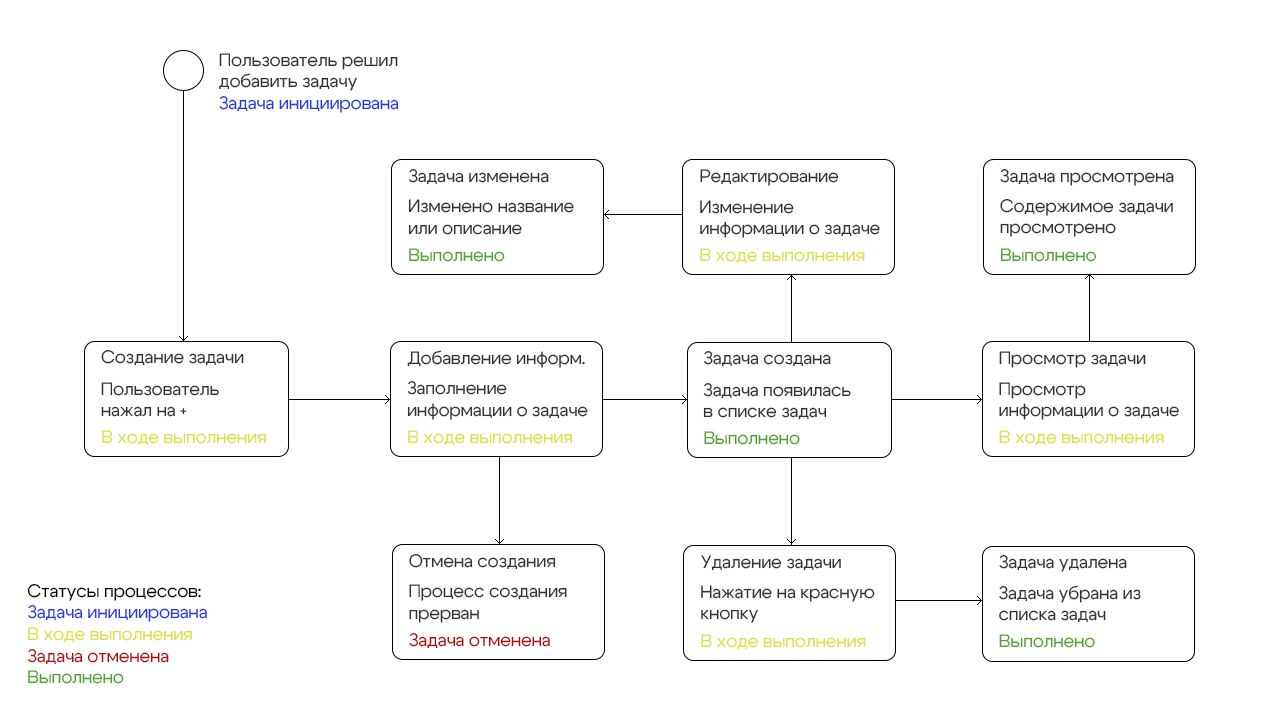 Пользователь решил
добавить задачу
Задача инициирована
Задача изменена
Изменено название
или описание
Выполнено
Редактирование
Изменение
информации о задаче
В ходе выполнения
Задача просмотрена
Содержимое задачи
просмотрено
Выполнено
Создание задачи
Пользователь
нажал на +
В ходе выполнения
Добавление информ.
Заполнение
информации о задаче
В ходе выполнения
Задача создана
Задача появилась
в списке задач
Выполнено
Просмотр задачи
Просмотр
информации о задаче
В ходе выполнения
Отмена создания
Процесс создания
прерван
Задача отменена
Удаление задачи
Нажатие на красную
кнопку
В ходе выполнения
Задача удалена
Задача убрана из
списка задач
Выполнено
Статусы процессов:
Задача инициирована
В ходе выполнения
Задача отменена
Выполнено